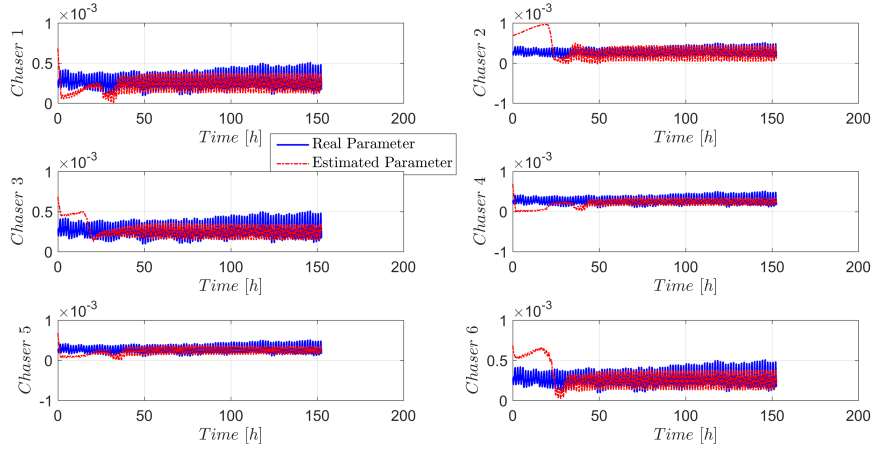 ×10⁻³ ×10⁻³
1 1
Chaser 1 0.5 Chaser 2 0
0 -1
0 50 100 150 200 0 50 100 150 200
Time [h] Time [h]
Real Parameter
Estimated Parameter
×10⁻³ ×10⁻³
1 1
Chaser 3 0.5 Chaser 4 0
0 -1
0 50 100 150 200 0 50 100 150 200
Time [h] Time [h]
×10⁻³ ×10⁻³
1 1
Chaser 5 0 Chaser 6 0.5
-1 0
0 50 100 150 200 0 50 100 150 200
Time [h] Time [h]